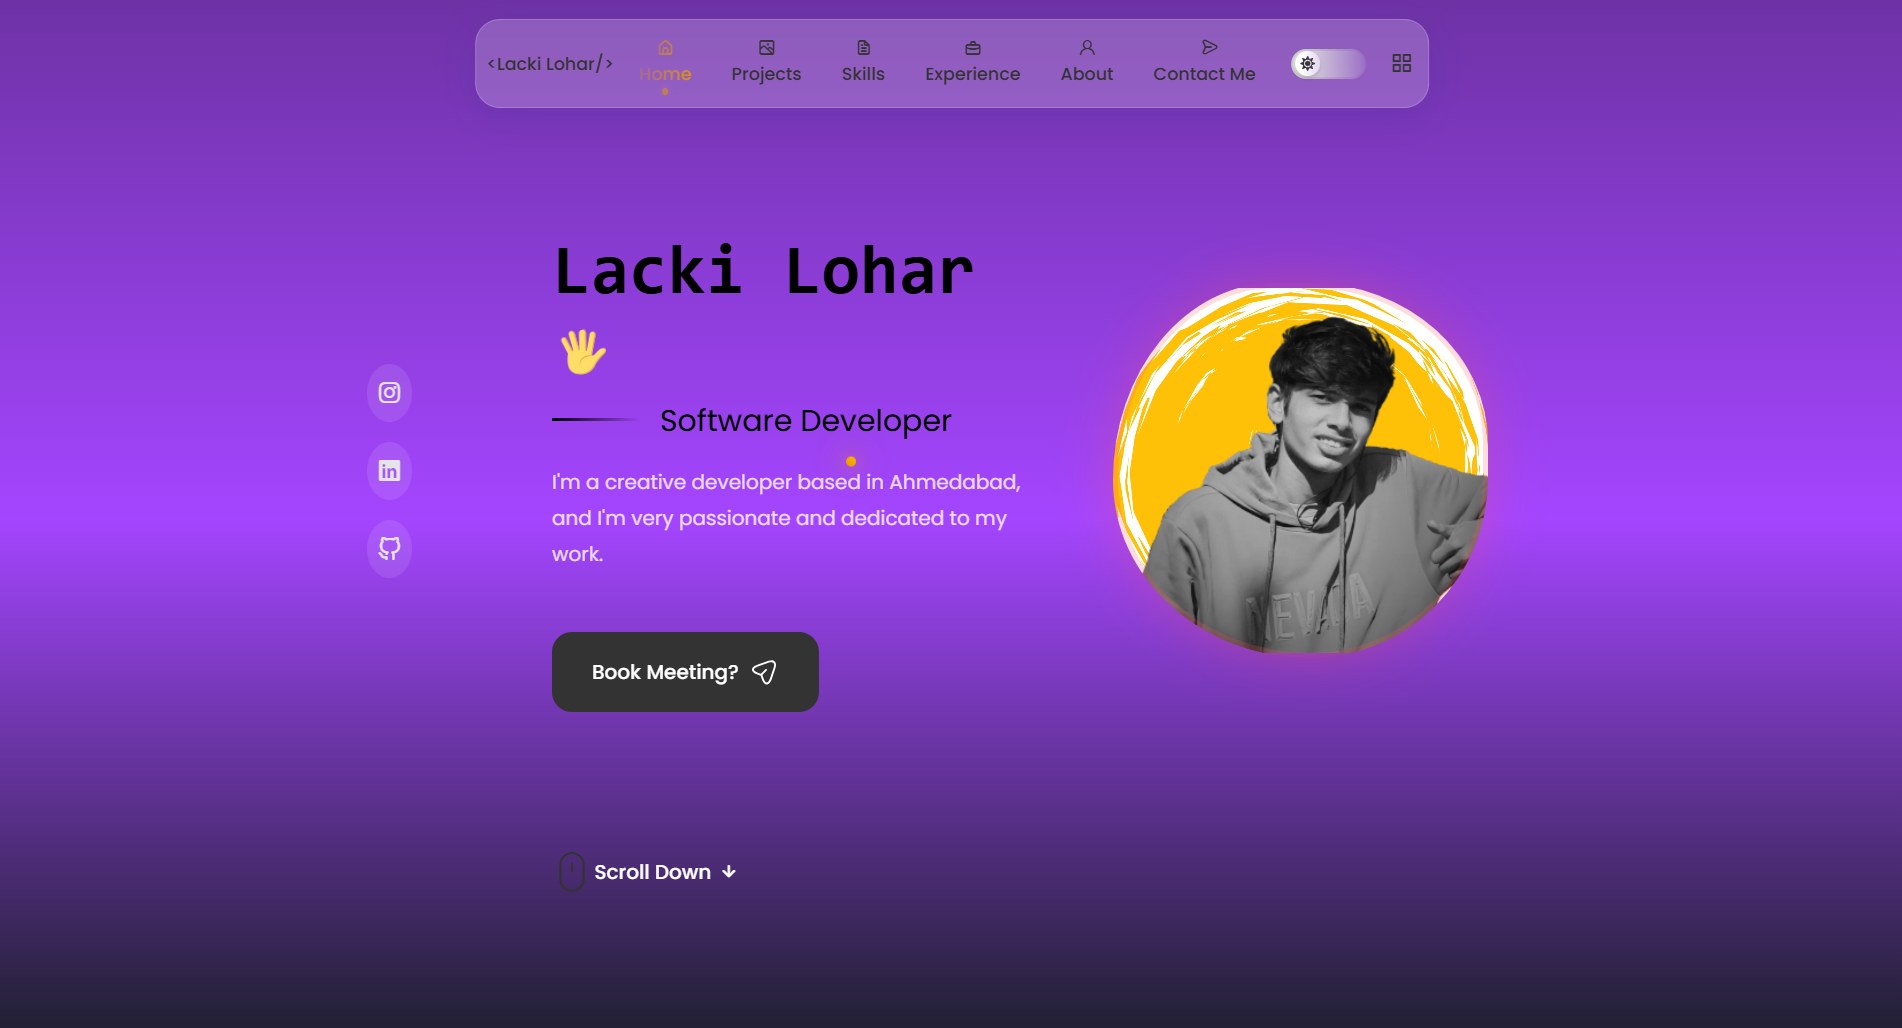 <Lacki Lohar/>
Home
Projects
Skills
Experience
About
Contact Me
Lacki Lohar
Software Developer
I'm a creative developer based in Ahmedabad,
and I'm very passionate and dedicated to my
work.
NEVADA
Book Meeting?
Scroll Down